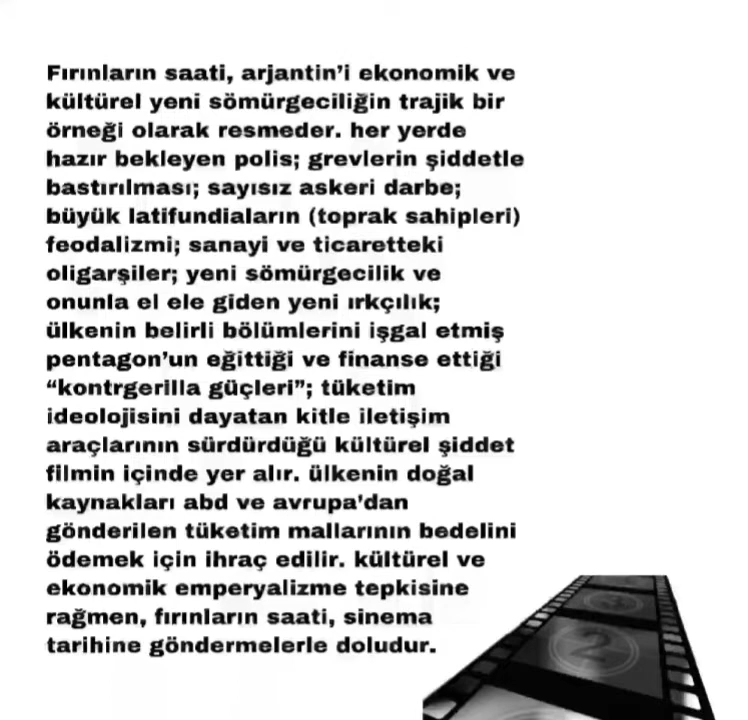 Fırınların saati, arjantin’i ekonomik ve
kültürel yeni sömürgeciliğin trajik bir
örneği olarak resmeder. her yerde
hazır bekleyen polis; grevlerin şiddetle
bastırılması; sayısız askeri darbe;
büyük latifundiaların (toprak sahipleri)
feodalizmi; sanayi ve ticaretteki
oligarşiler; yeni sömürgecilik ve
onunla el ele giden yeni ırkçılık;
ülkenin belirli bölümlerini işgal etmiş
pentagon’un eğittiği ve finanse ettiği
“kontrgerilla güçleri”; tüketim
ideolojisini dayatan kitle iletişim
araçlarının sürdürdüğü kültürel şiddet
filmin içinde yer alır. ülkenin doğal
kaynakları abd ve avrupa’dan
gönderilen tüketim mallarının bedelini
ödemek için ihraç edilir. kültürel ve
ekonomik emperyalizme tepkisine
rağmen, fırınların saati, sinema
tarihine göndermelerle doludur.
3
2